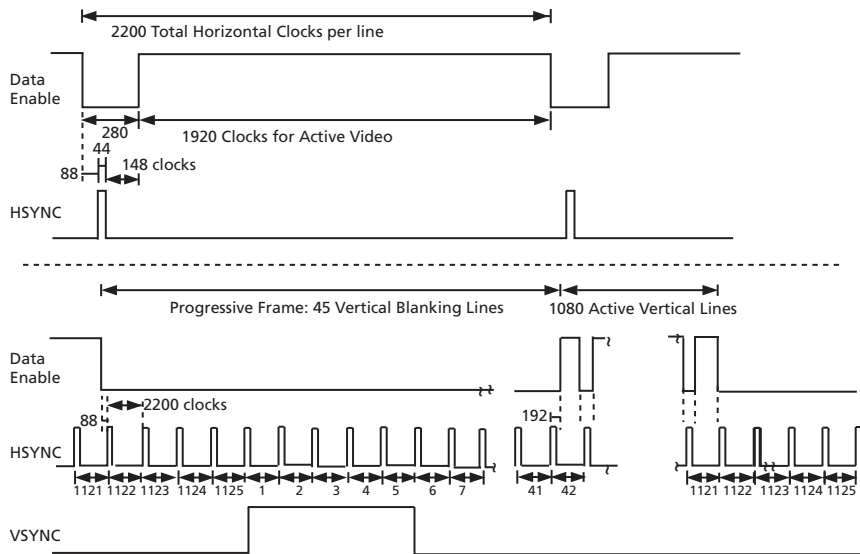 2200 Total Horizontal Clocks per line
Data
Enable
280
1920 Clocks for Active Video
44
148 clocks
88
HSYNC
Progressive Frame: 45 Vertical Blanking Lines
1080 Active Vertical Lines
Data
Enable
2200 clocks
88
192
HSYNC
1121 1122 1123 1124 1125 1 2 3 4 5 6 7 41 42 1121 1122 1123 1124 1125
VSYNC